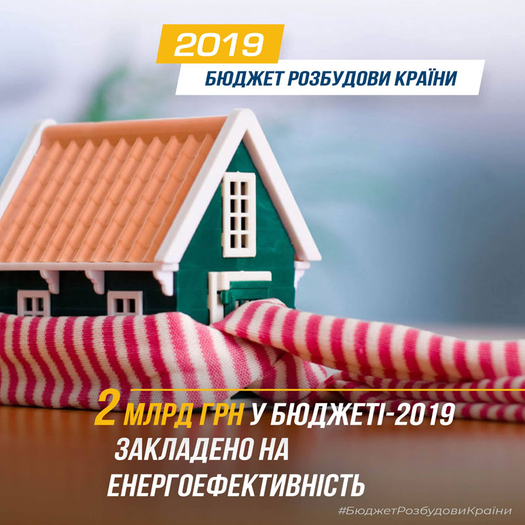 2019
БЮДЖЕТ РОЗБУДОВИ КРАЇНИ
2 МЛРД ГРН У БЮДЖЕТІ-2019
ЗАКЛАДЕНО НА
ЕНЕРГОЕФЕКТИВНІСТЬ
#БюджетРозбудовиКраїни